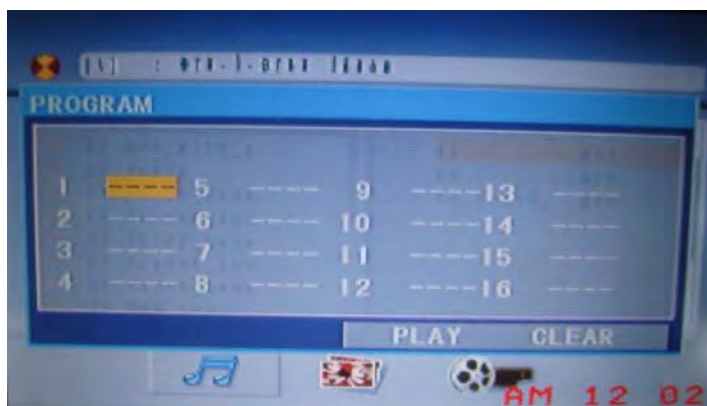 PROGRAM
1 ---- 5 ---- 9 ---- 13 ----
2 ---- 6 ---- 10 ---- 14 ----
3 ---- 7 ---- 11 ---- 15 ----
4 ---- 8 ---- 12 ---- 16 ----
PLAY CLEAR
AM 12 02